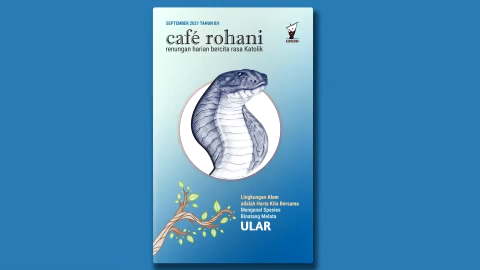 SEPTEMBER 2021 TAHUN II/I
café rohani
renungan harian bercita rasa Katolik
Lingkungan Alam
adalah Harta Kita Bersama
Mengenal Spesies
Binatang Melata
ULAR